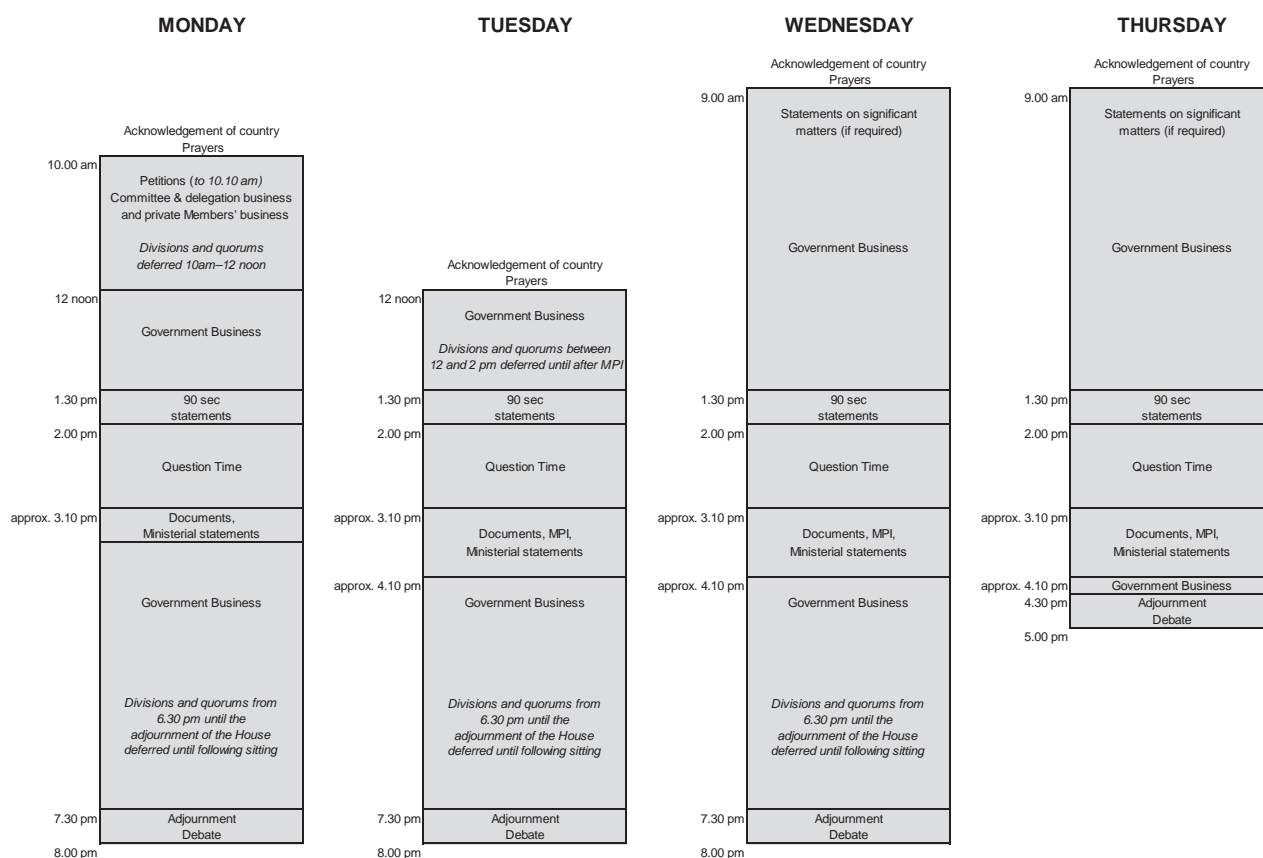 MONDAY
Acknowledgement of country
Prayers
10.00 am
Petitions (to 10.10 am)
Committee & delegation business
and private Members' business
Divisions and quorums
deferred 10am–12 noon
12 noon
Government Business
1.30 pm
90 sec
statements
2.00 pm
Question Time
approx. 3.10 pm
Documents,
Ministerial statements
Government Business
Divisions and quorums from
6.30 pm until the
adjournment of the House
deferred until following sitting
7.30 pm
Adjournment
Debate
8.00 pm
TUESDAY
Acknowledgement of country
Prayers
12 noon
Government Business
Divisions and quorums between
12 and 2 pm deferred until after MPI
1.30 pm
90 sec
statements
2.00 pm
Question Time
approx. 3.10 pm
Documents, MPI,
Ministerial statements
approx. 4.10 pm
Government Business
Divisions and quorums from
6.30 pm until the
adjournment of the House
deferred until following sitting
7.30 pm
Adjournment
Debate
8.00 pm
WEDNESDAY
Acknowledgement of country
Prayers
9.00 am
Statements on significant
matters (if required)
Government Business
1.30 pm
90 sec
statements
2.00 pm
Question Time
approx. 3.10 pm
Documents, MPI,
Ministerial statements
approx. 4.10 pm
Government Business
Divisions and quorums from
6.30 pm until the
adjournment of the House
deferred until following sitting
7.30 pm
Adjournment
Debate
8.00 pm
THURSDAY
Acknowledgement of country
Prayers
9.00 am
Statements on significant
matters (if required)
Government Business
1.30 pm
90 sec
statements
2.00 pm
Question Time
approx. 3.10 pm
Documents, MPI,
Ministerial statements
approx. 4.10 pm
Government Business
4.30 pm
Adjournment
Debate
5.00 pm